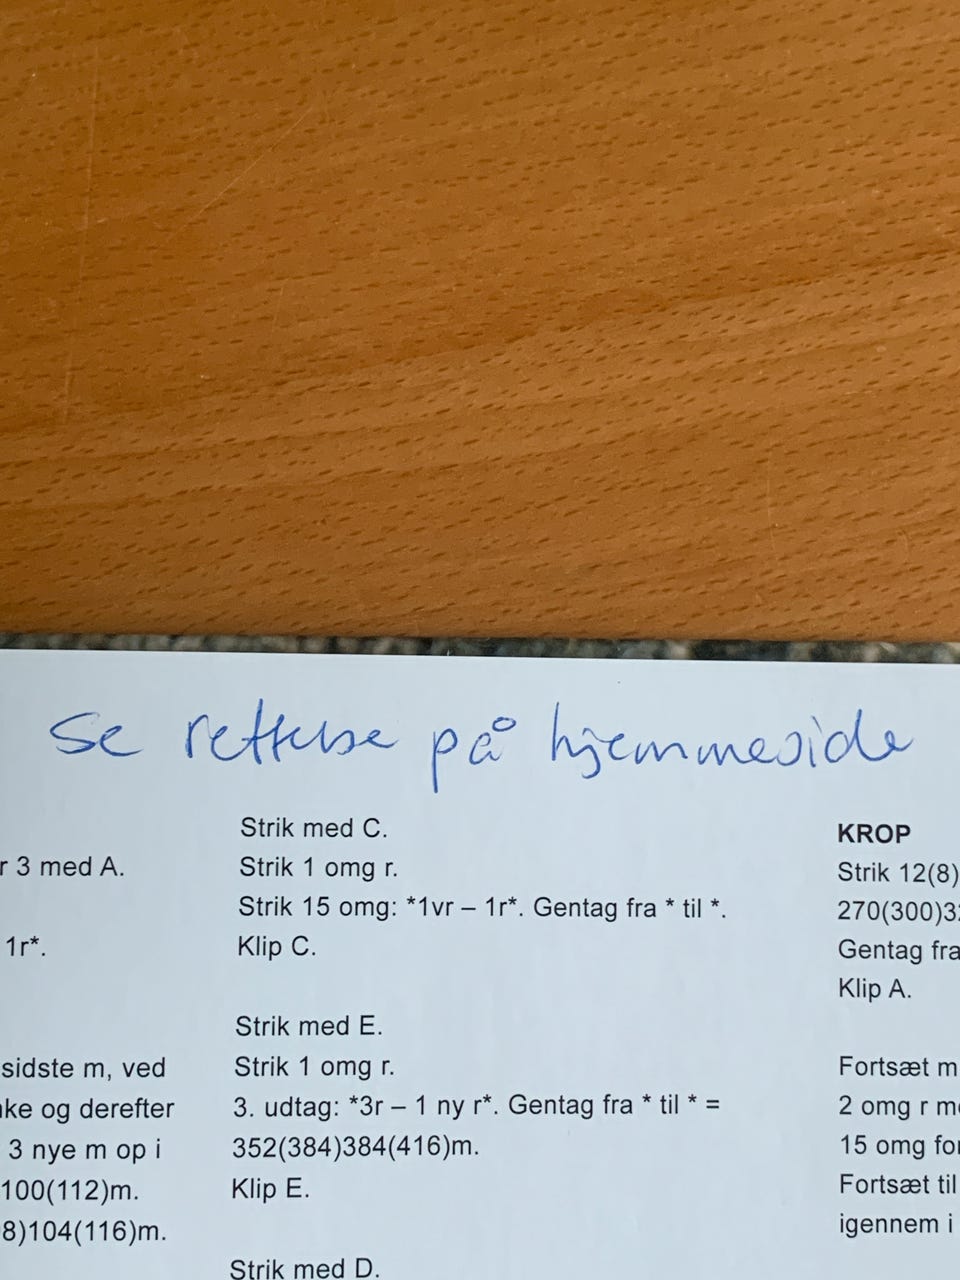 Se rettelse på hjemmeside
r 3 med A.
1r*.
sidste m, ved
ke og derefter
3 nye m op i
100(112)m.
8)104(116)m.
Strik med C.
Strik 1 omg r.
Strik 15 omg: *1vr – 1r*. Gentag fra * til *.
Klip C.
Strik med E.
Strik 1 omg r.
3. udtag: *3r – 1 ny r*. Gentag fra * til * =
352(384)384(416)m.
Klip E.
Strik med D.
KROP
Strik 12(8)
270(300)3
Gentag fra
Klip A.
Fortsæt m
2 omg r m
15 omg for
Fortsæt til
igennem i